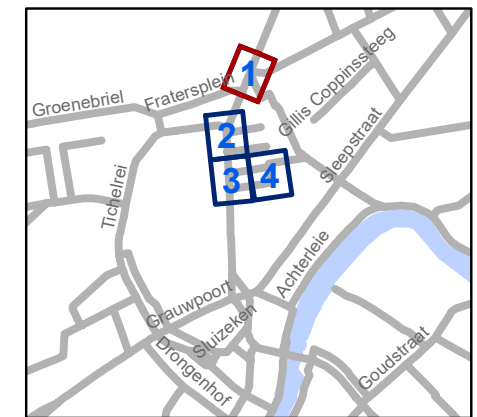 1
Gillis Coppinssteeg
Fratersplein
Groenebriel
2
Sleepstraat
3
4
Tichelrei
Achterleie
Grauwpoort
Sluizeken
Drongenhof
Goudstraat